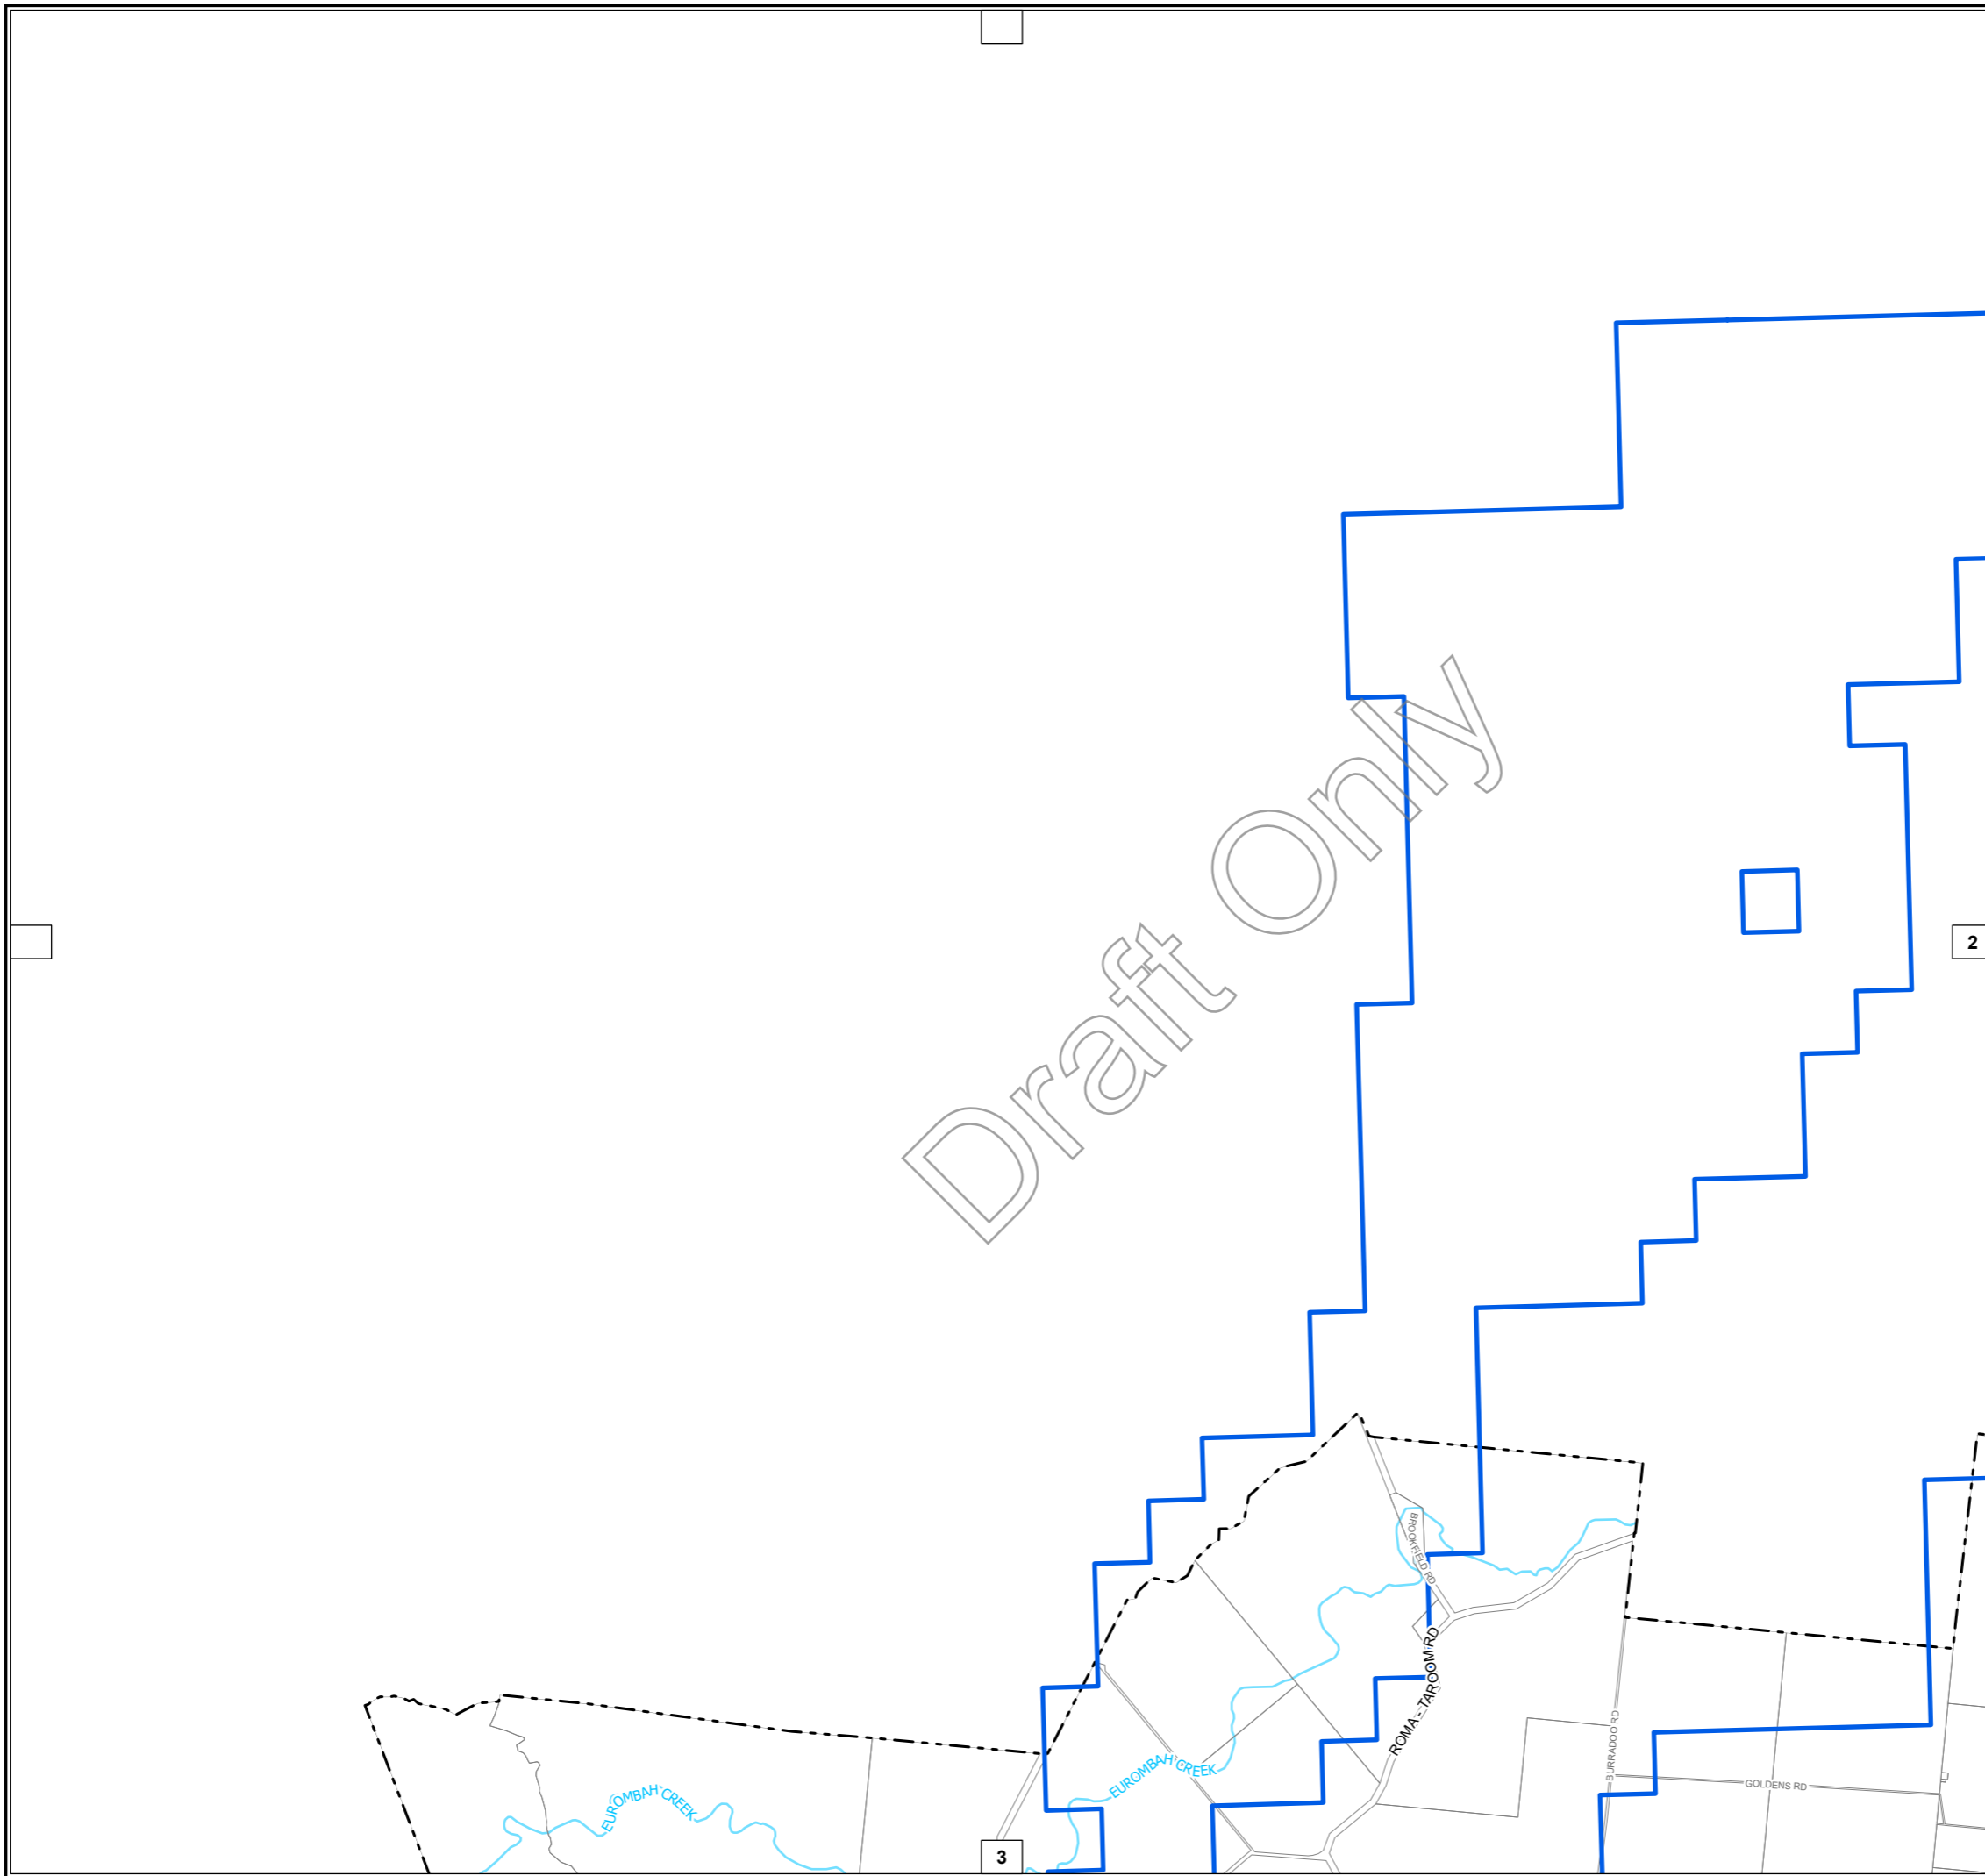 Draft Only
2
BROOKFIELD RD
ROMA - TAROOM RD
BURRADOO RD
GOLDENS RD
EUROMBAH CREEK
EUROMBAH CREEK
3